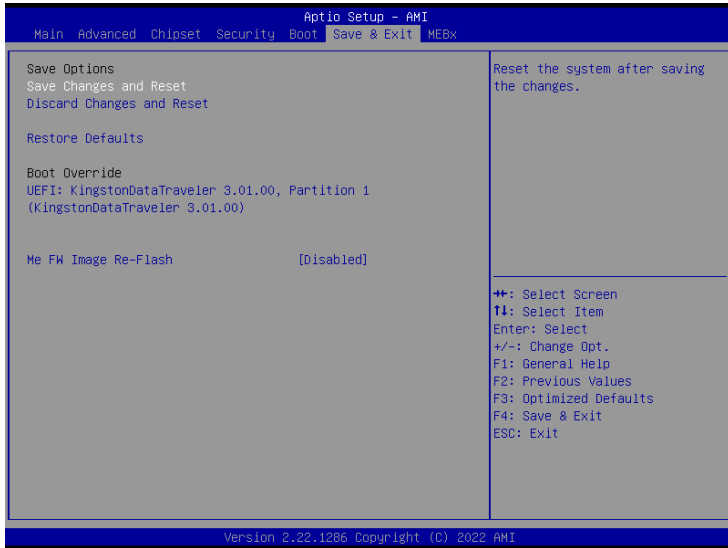 Aptio Setup – AMI
Main Advanced Chipset Security Boot Save & Exit MEBx
Save Options
Save Changes and Reset
Discard Changes and Reset
Restore Defaults
Boot Override
UEFI: KingstonDataTraveler 3.01.00, Partition 1
(KingstonDataTraveler 3.01.00)
Me FW Image Re-Flash [Disabled]
Reset the system after saving
the changes.
→←: Select Screen
↑↓: Select Item
Enter: Select
+/-: Change Opt.
F1: General Help
F2: Previous Values
F3: Optimized Defaults
F4: Save & Exit
ESC: Exit
Version 2.22.1286 Copyright (C) 2022 AMI